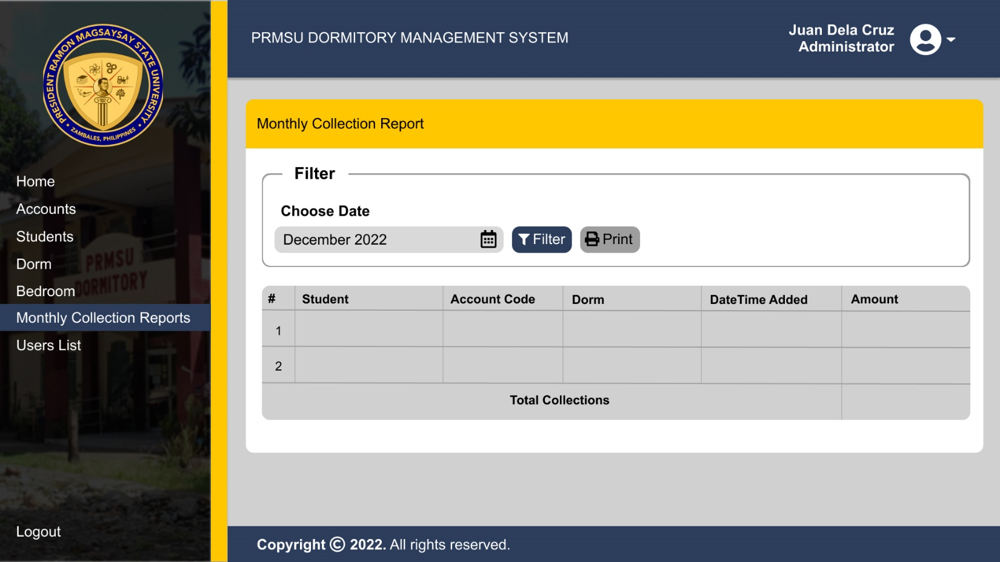 PRESIDENT RAMON MAGSAYSAY STATE UNIVERSITY
ZAMBALES, PHILIPPINES
Home
Accounts
Students
Dorm
Bedroom
Monthly Collection Reports
Users List
Logout
PRMSU
DORMITORY
PRMSU DORMITORY MANAGEMENT SYSTEM
Juan Dela Cruz
Administrator
Monthly Collection Report
Filter
Choose Date
December 2022 Filter Print
# Student Account Code Dorm DateTime Added Amount
1
2
Total Collections
Copyright © 2022. All rights reserved.